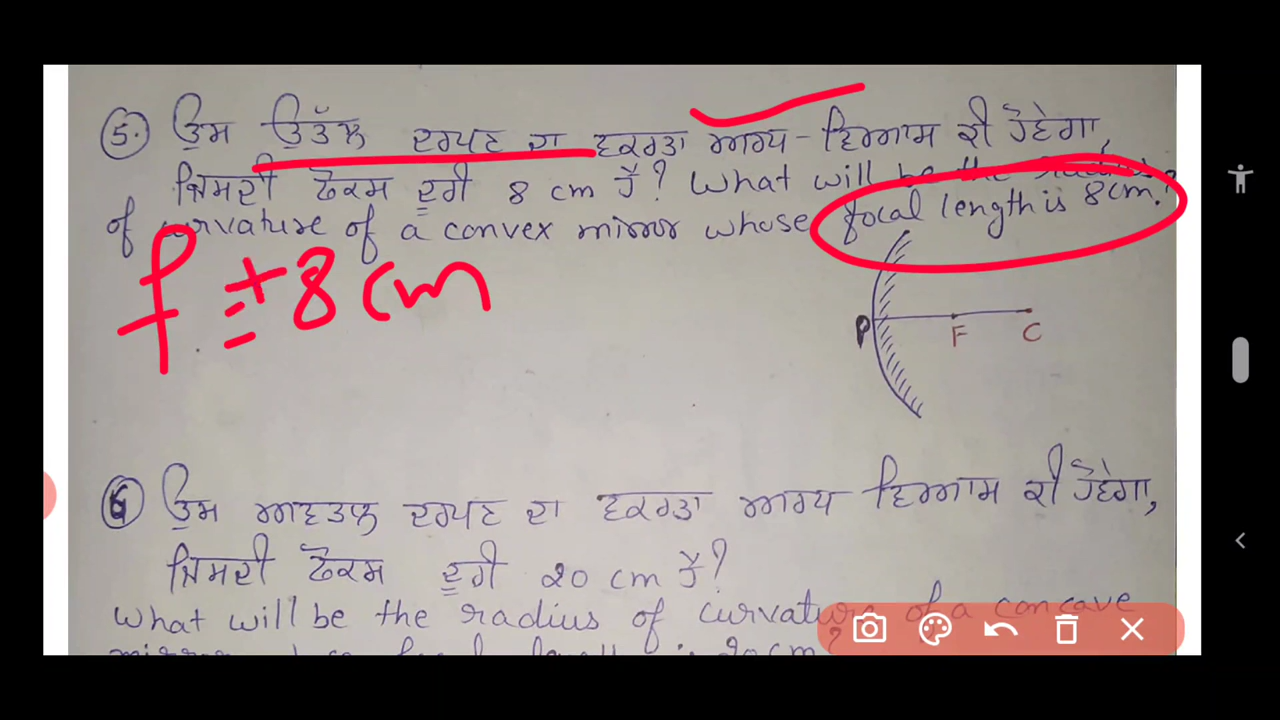 5. ਉਸ ਉੱਤਲ ਦਰਪਣ ਦਾ ਵਕਰਤਾ ਅਰਧ-ਵਿਆਸ ਕੀ ਹੋਵੇਗਾ,
ਜਿਸਦੀ ਫੋਕਸ ਦੂਰੀ 8 cm ਹੈ? What will be the radius
of curvature of a convex mirror whose focal length is 8cm?
f = +8 cm
P F C
6 ਉਸ ਅਵਤਲ ਦਰਪਣ ਦਾ ਵਕਰਤਾ ਅਰਧ ਵਿਆਸ ਕੀ ਹੋਵੇਗਾ,
ਜਿਸਦੀ ਫੋਕਸ ਦੂਰੀ 20 cm ਹੈ?
What will be the radius of curvature of a concave